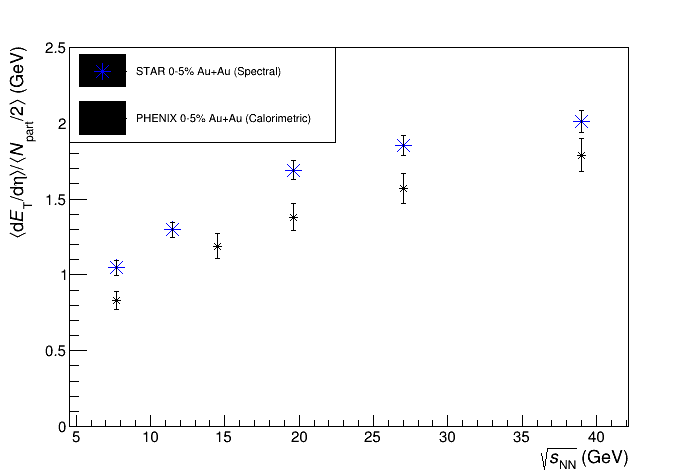 ⟨dE_T/dη⟩/⟨N_part/2⟩ (GeV)
2.5
2
1.5
1
0.5
0
STAR 0-5% Au+Au (Spectral)
PHENIX 0-5% Au+Au (Calorimetric)
5 10 15 20 25 30 35 40
√s_NN (GeV)